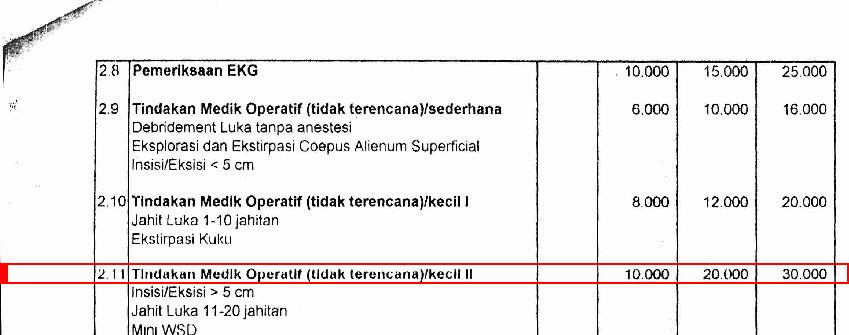 2.8 Pemeriksaan EKG 10.000 15.000 25.000
2.9 Tindakan Medik Operatif (tidak terencana)/sederhana 6.000 10.000 16.000
Debridement Luka tanpa anestesi
Eksplorasi dan Ekstirpasi Coepus Alienum Superficial
Insisi/Eksisi < 5 cm
2.10 Tindakan Medik Operatif (tidak terencana)/kecil I 8.000 12.000 20.000
Jahit Luka 1-10 jahitan
Ekstirpasi Kuku
2.11 Tindakan Medik Operatif (tidak terencana)/kecil II 10.000 20.000 30.000
Insisi/Eksisi > 5 cm
Jahit Luka 11-20 jahitan
Mini WSD